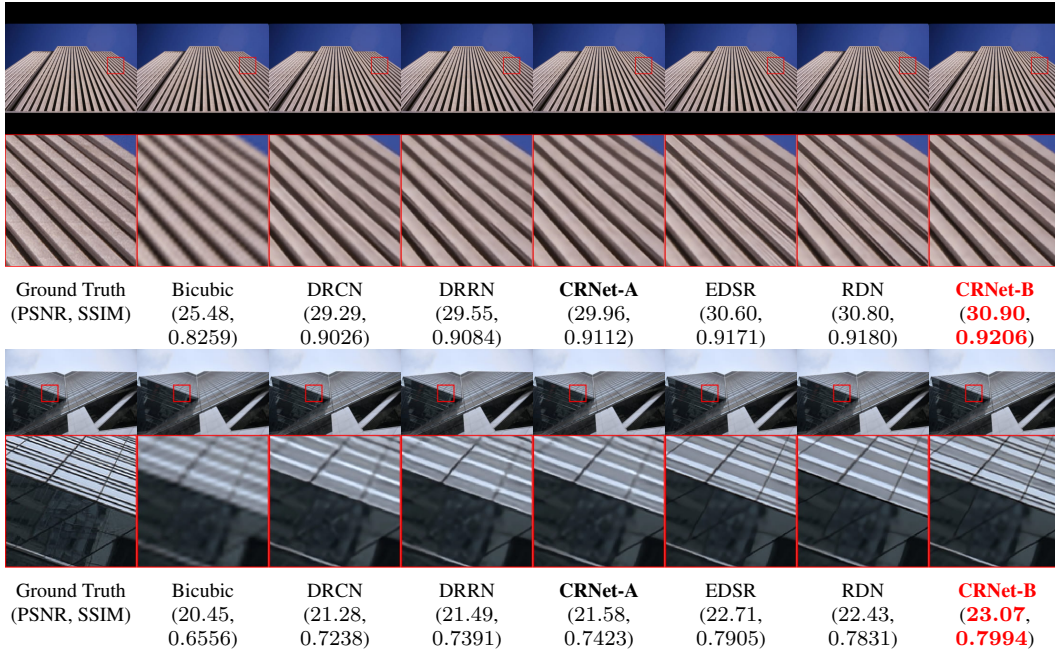 Ground Truth Bicubic DRCN DRRN CRNet-A EDSR RDN CRNet-B
(PSNR, SSIM) (25.48, (29.29, (29.55, (29.96, (30.60, (30.80, (30.90,
0.8259) 0.9026) 0.9084) 0.9112) 0.9171) 0.9180) 0.9206)
Ground Truth Bicubic DRCN DRRN CRNet-A EDSR RDN CRNet-B
(PSNR, SSIM) (20.45, (21.28, (21.49, (21.58, (22.71, (22.43, (23.07,
0.6556) 0.7238) 0.7391) 0.7423) 0.7905) 0.7831) 0.7994)